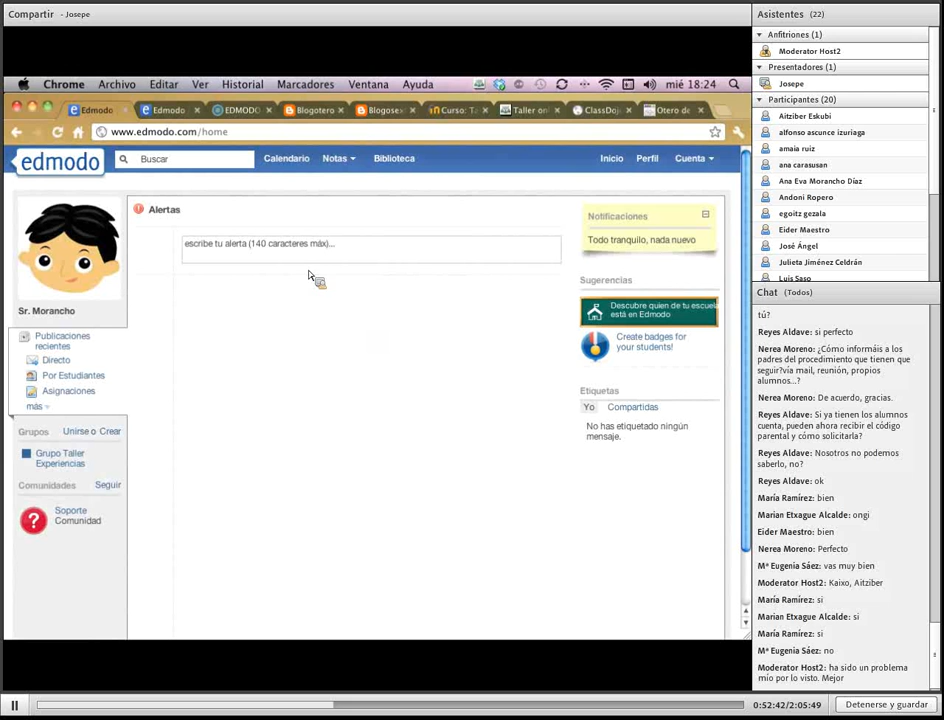 Compartir - Josepe
Chrome Archivo Editar Ver Historial Marcadores Ventana Ayuda mié 18:24
Edmodo Edmodo EDMODO Blogotero Blogose Curso: Ta Taller on ClassDoj Otero de
www.edmodo.com/home
edmodo Buscar Calendario Notas Biblioteca Inicio Perfil Cuenta
Alertas
escribe tu alerta (140 caracteres máx)...
Sr. Morancho
Publicaciones
recientes
Directo
Por Estudiantes
Asignaciones
más
Grupos Unirse o Crear
Grupo Taller
Experiencias
Comunidades Seguir
Soporte
Comunidad
Notificaciones
Todo tranquilo, nada nuevo
Sugerencias
Descubre quien de tu escuela
está en Edmodo
Create badges for
your students!
Etiquetas
Yo Compartidas
No has etiquetado ningún
mensaje.
Asistentes (22)
Anfitriones (1)
Moderator Host2
Presentadores (1)
Josepe
Participantes (20)
Aitziber Eskubi
alfonso ascunce izuriaga
amaia ruiz
ana carasusan
Ana Eva Morancho Díaz
Andoni Ropero
egoitz gezala
Eider Maestro
José Ángel
Julieta Jiménez Celdrán
Luis Saso
Chat (Todos)
tú?
Reyes Aldave: si perfecto
Nerea Moreno: ¿Cómo informáis a los
padres del procedimiento que tienen que
seguir?vía mail, reunión, propios
alumnos...?
Nerea Moreno: De acuerdo, gracias.
Reyes Aldave: Si ya tienen los alumnos
cuenta, pueden ahora recibir el código
parental y cómo solicitarla?
Reyes Aldave: Nosotros no podemos
saberlo, no?
Reyes Aldave: ok
María Ramírez: bien
Marian Etxague Alcalde: ongi
Eider Maestro: bien
Nerea Moreno: Perfecto
Mª Eugenia Sáez: vas muy bien
Moderator Host2: Kaixo, Aitziber
María Ramírez: si
Marian Etxague Alcalde: si
María Ramírez: si
Mª Eugenia Sáez: no
Moderator Host2: ha sido un problema
mío por lo visto. Mejor
0:52:42/2:05:49 Detenerse y guardar